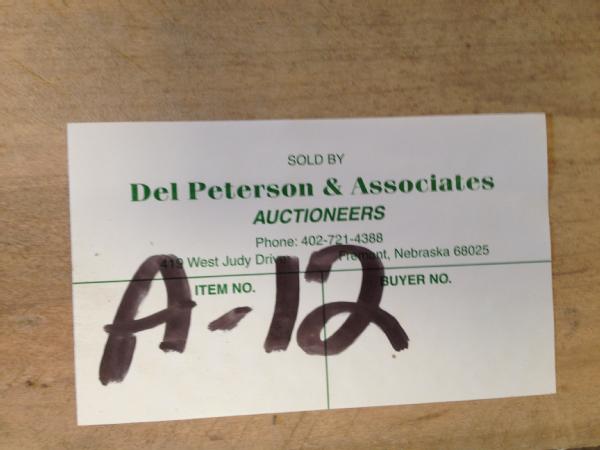 SOLD BY
Del Peterson & Associates
AUCTIONEERS
Phone: 402-721-4388
419 West Judy Drive Fremont, Nebraska 68025
ITEM NO. BUYER NO.
A-12